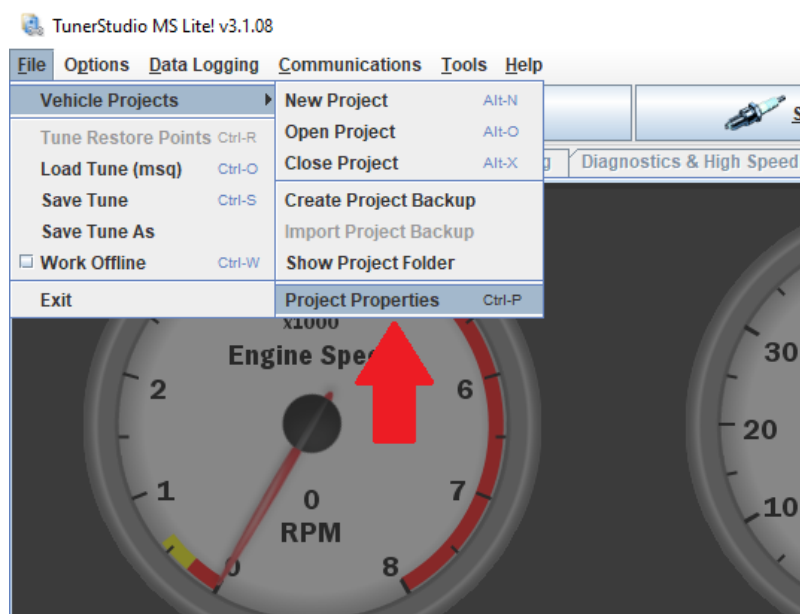 TunerStudio MS Lite! v3.1.08
File Options Data Logging Communications Tools Help
Vehicle Projects
Tune Restore Points Ctrl-R
Load Tune (msq) Ctrl-O
Save Tune Ctrl-S
Save Tune As
Work Offline Ctrl-W
Exit
New Project Alt-N
Open Project Alt-O
Close Project Alt-X
Create Project Backup
Import Project Backup
Show Project Folder
Project Properties Ctrl-P
Diagnostics & High Speed
x1000
Engine Spe
2
6
1
7
0
RPM
0
8
30
20
10